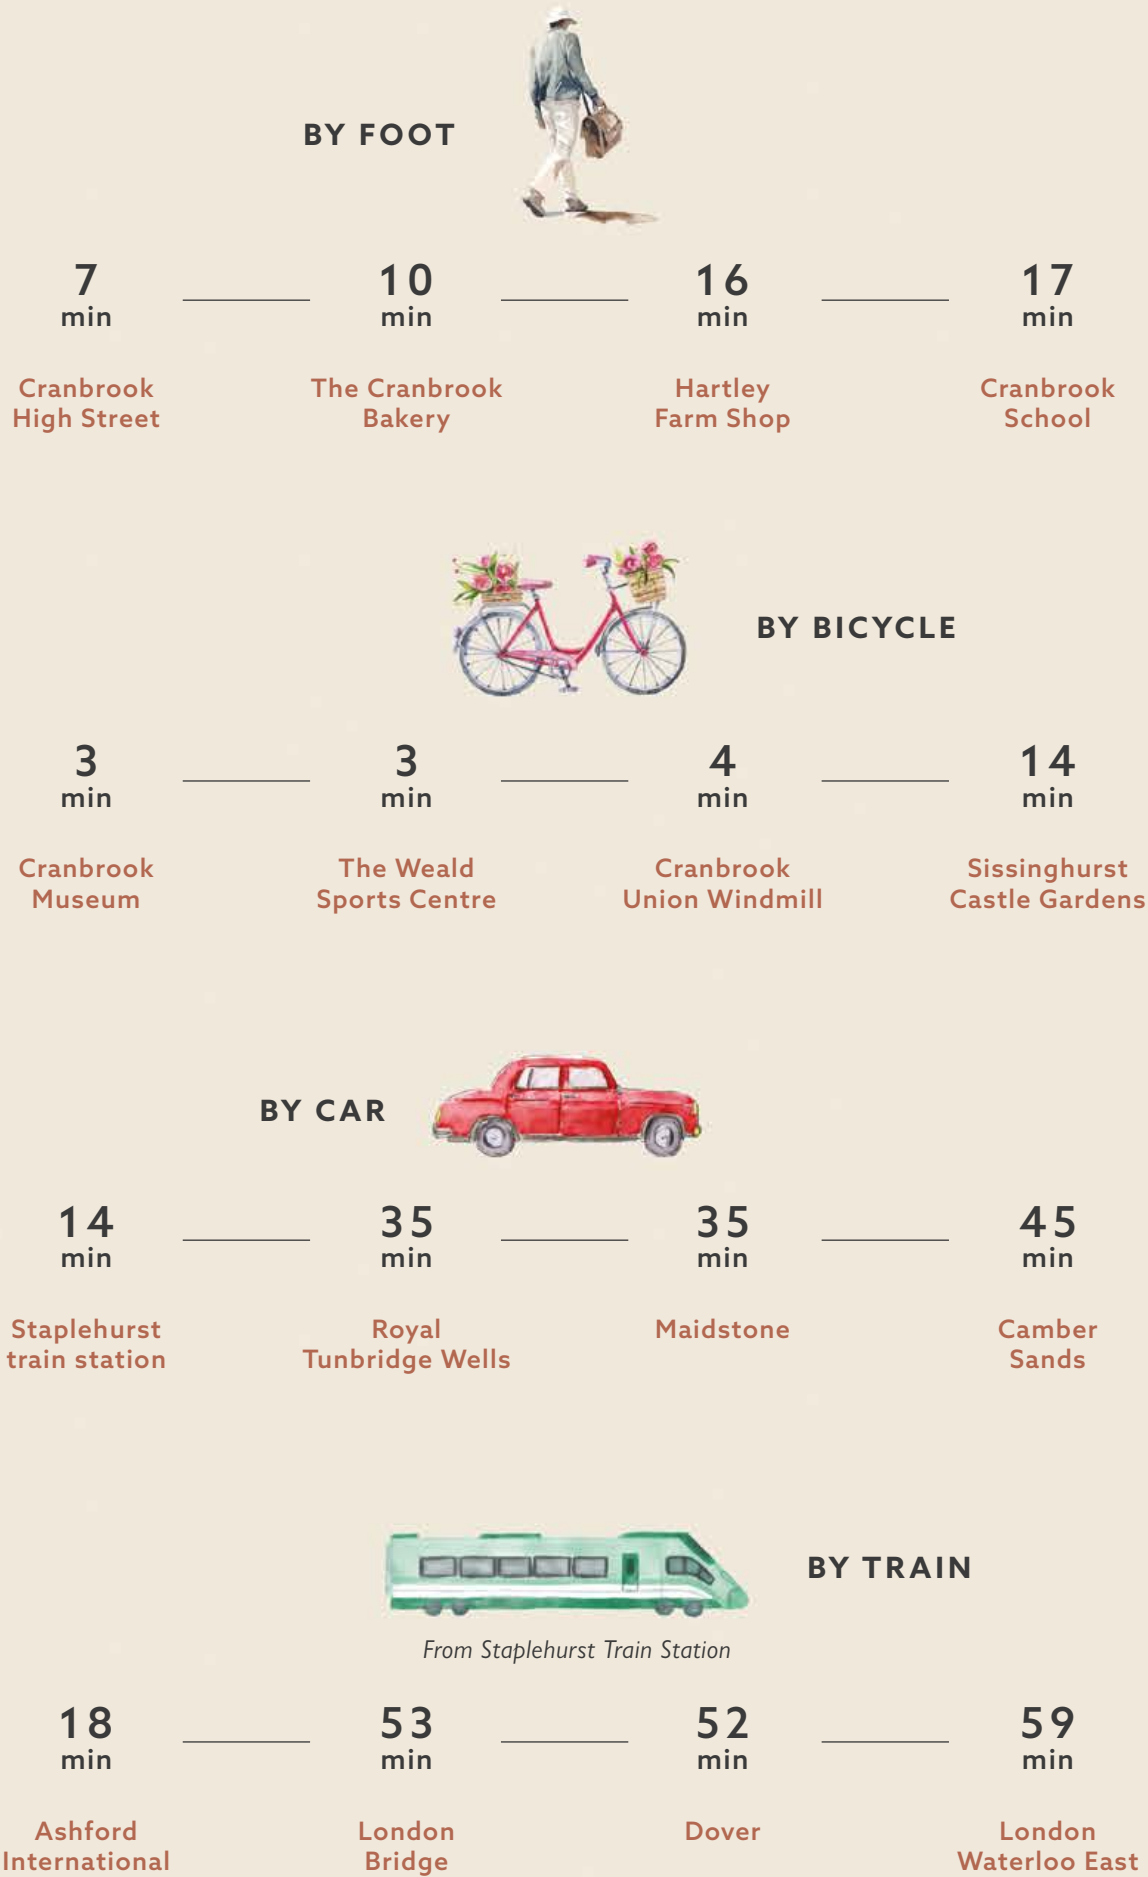 BY FOOT
7
min
10
min
16
min
17
min
Cranbrook
High Street
The Cranbrook
Bakery
Hartley
Farm Shop
Cranbrook
School
BY BICYCLE
3
min
3
min
4
min
14
min
Cranbrook
Museum
The Weald
Sports Centre
Cranbrook
Union Windmill
Sissinghurst
Castle Gardens
BY CAR
14
min
35
min
35
min
45
min
Staplehurst
train station
Royal
Tunbridge Wells
Maidstone
Camber
Sands
BY TRAIN
From Staplehurst Train Station
18
min
53
min
52
min
59
min
Ashford
International
London
Bridge
Dover
London
Waterloo East